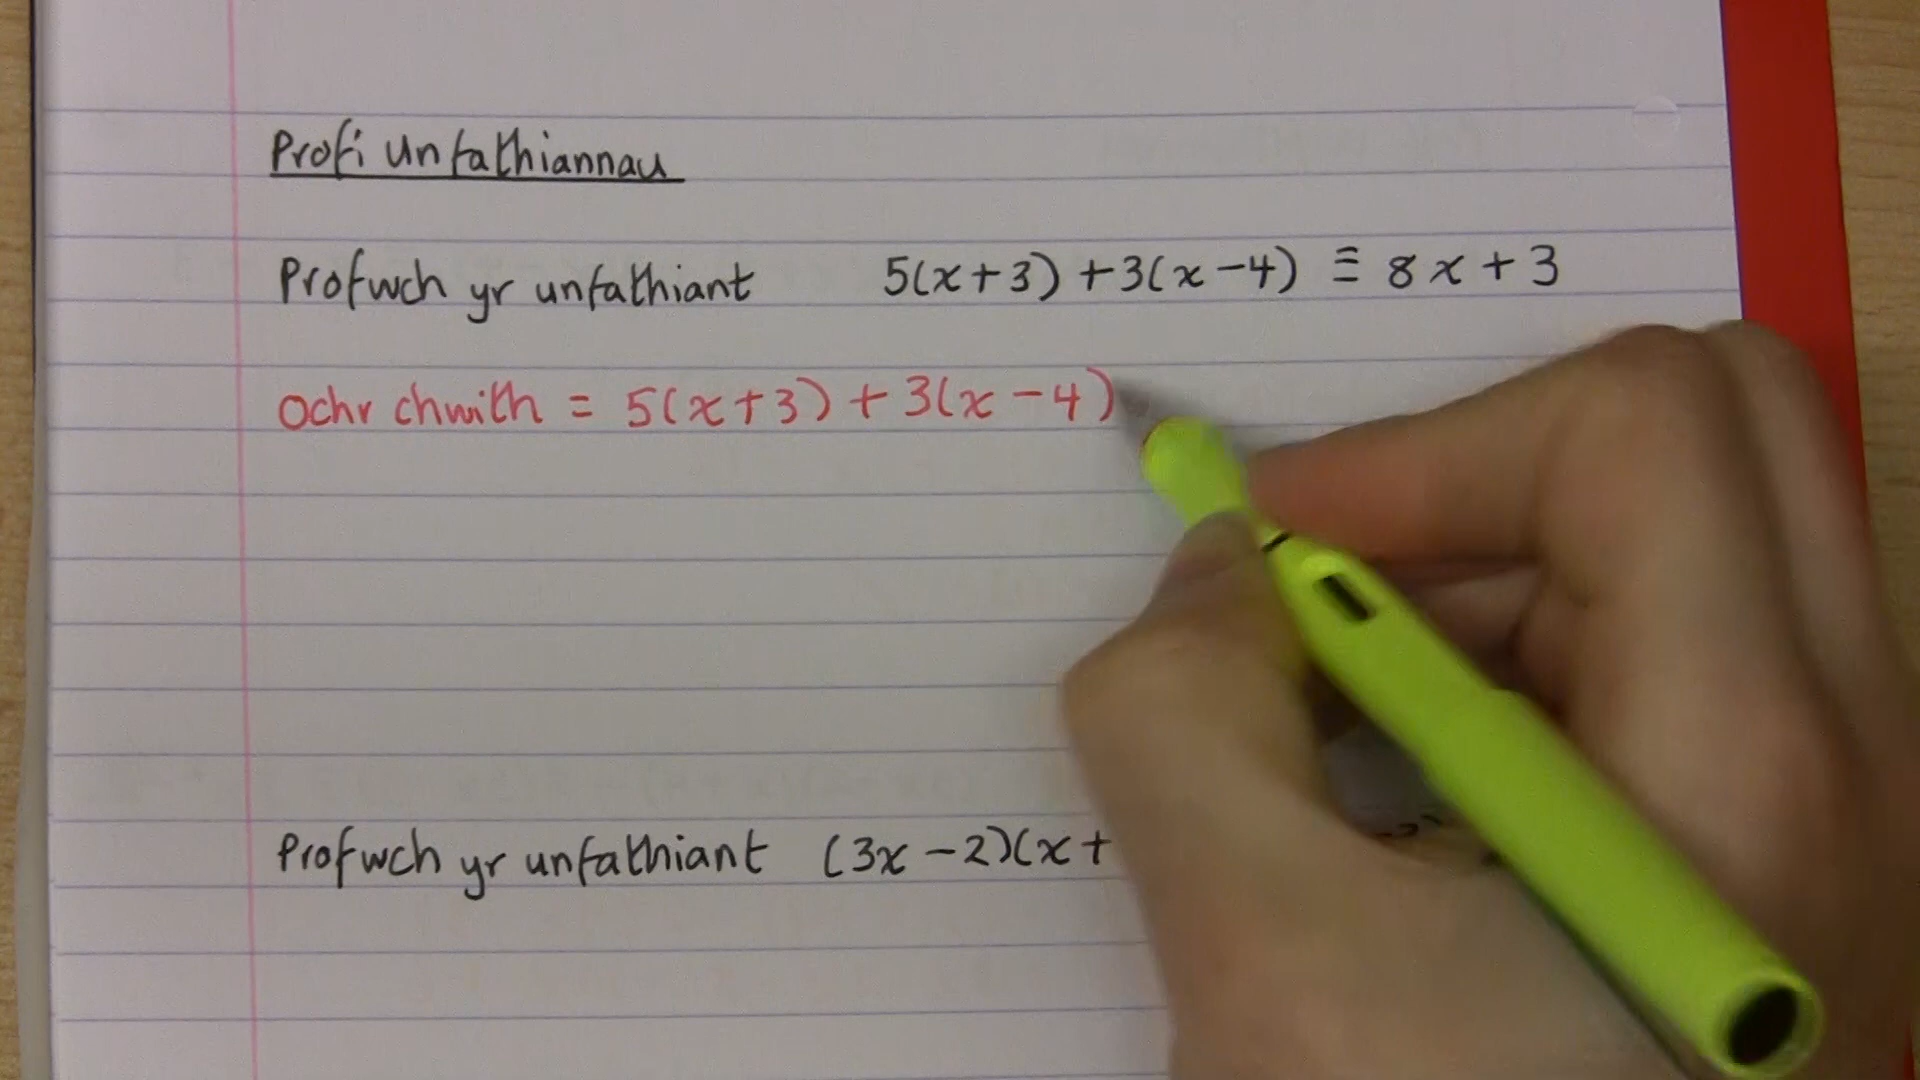 Profi Unfathiannau
Profwch yr unfathiant 5(x+3) + 3(x-4) ≡ 8x + 3
Ochr chwith = 5(x+3) + 3(x-4)
Profwch yr unfathiant (3x-2)(x+